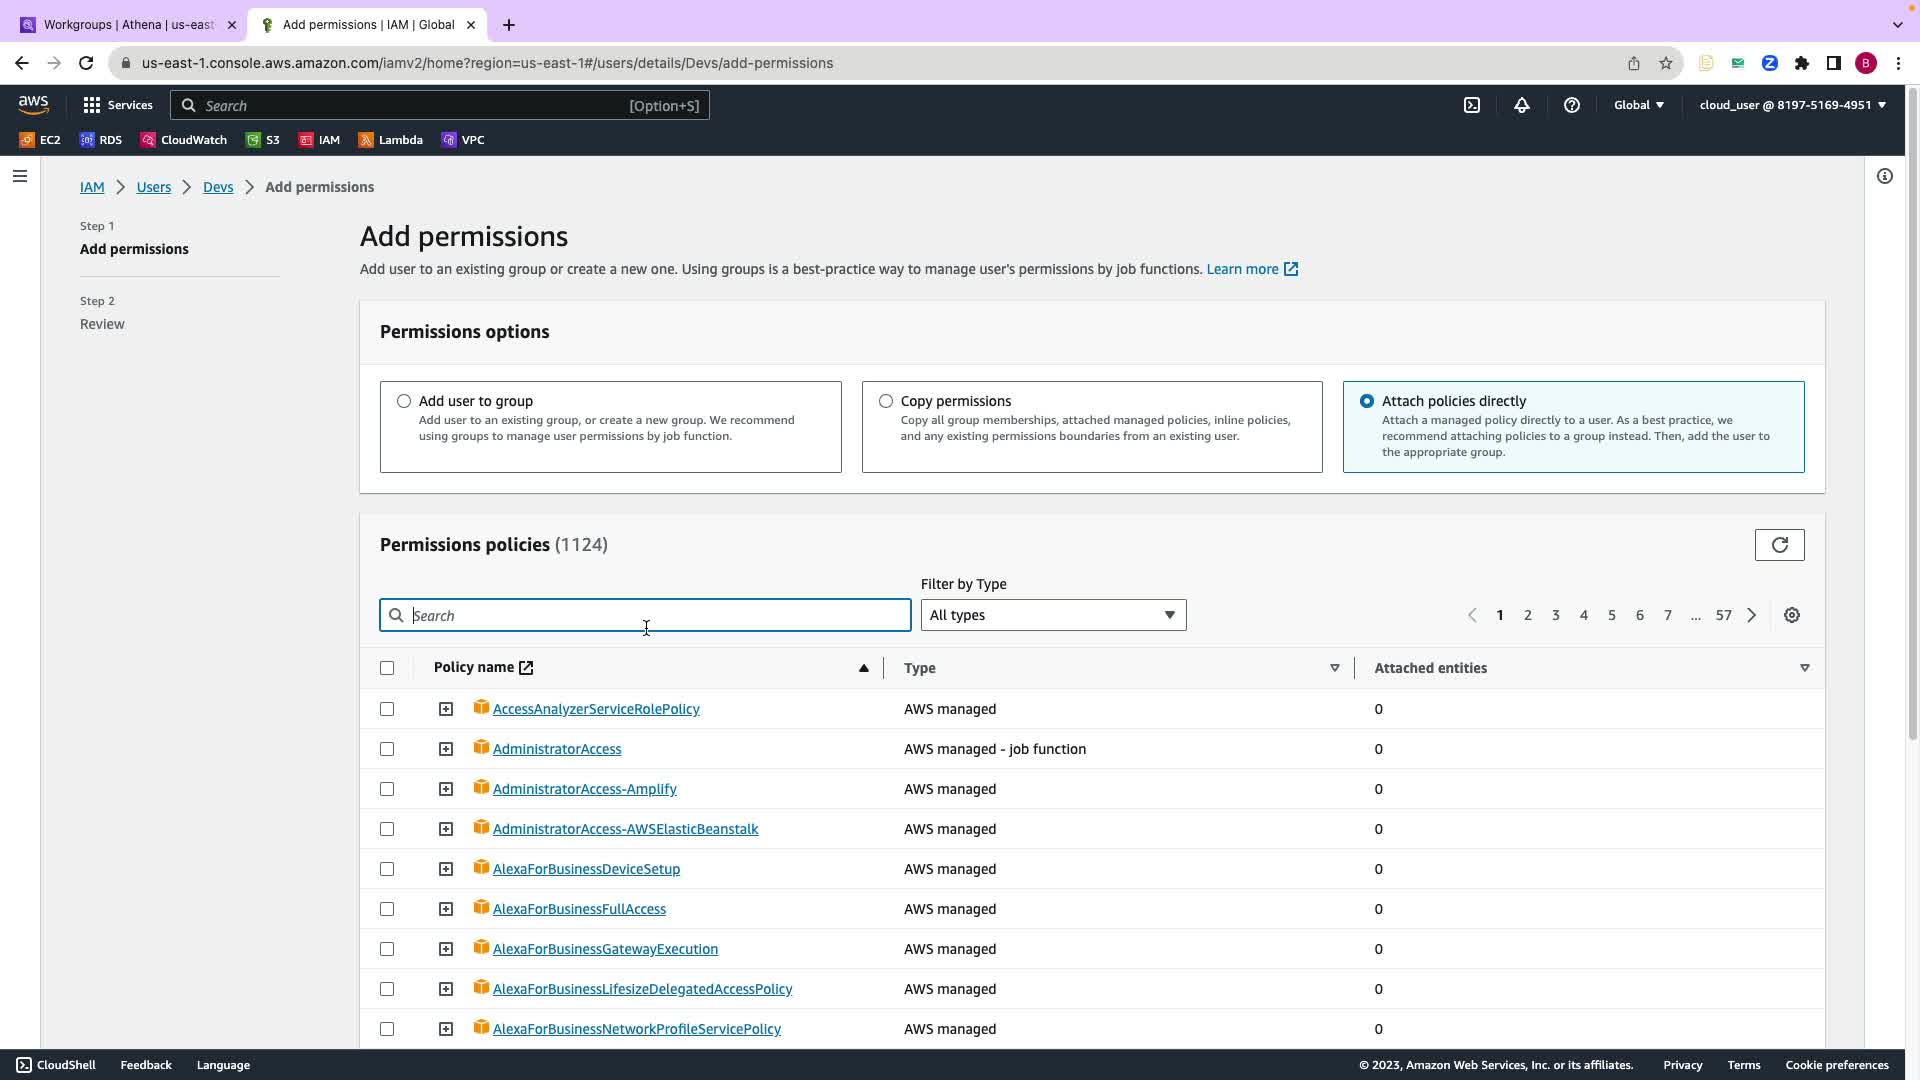 Workgroups | Athena | us-east
Add permissions | IAM | Global
us-east-1.console.aws.amazon.com/iamv2/home?region=us-east-1#/users/details/Devs/add-permissions
B
aws
Services
Search
[Option+S]
Global
cloud_user @ 8197-5169-4951
EC2
RDS
CloudWatch
S3
IAM
Lambda
VPC
IAM
Users
Devs
Add permissions
Step 1
Add permissions
Step 2
Review
Add permissions
Add user to an existing group or create a new one. Using groups is a best-practice way to manage user's permissions by job functions. Learn more
Permissions options
Add user to group
Add user to an existing group, or create a new group. We recommend
using groups to manage user permissions by job function.
Copy permissions
Copy all group memberships, attached managed policies, inline policies,
and any existing permissions boundaries from an existing user.
Attach policies directly
Attach a managed policy directly to a user. As a best practice, we
recommend attaching policies to a group instead. Then, add the user to
the appropriate group.
Permissions policies (1124)
Filter by Type
Search
All types
1 2 3 4 5 6 7 ... 57
Policy name Type Attached entities
AccessAnalyzerServiceRolePolicy AWS managed 0
AdministratorAccess AWS managed - job function 0
AdministratorAccess-Amplify AWS managed 0
AdministratorAccess-AWSElasticBeanstalk AWS managed 0
AlexaForBusinessDeviceSetup AWS managed 0
AlexaForBusinessFullAccess AWS managed 0
AlexaForBusinessGatewayExecution AWS managed 0
AlexaForBusinessLifesizeDelegatedAccessPolicy AWS managed 0
AlexaForBusinessNetworkProfileServicePolicy AWS managed 0
CloudShell
Feedback
Language
© 2023, Amazon Web Services, Inc. or its affiliates.
Privacy
Terms
Cookie preferences